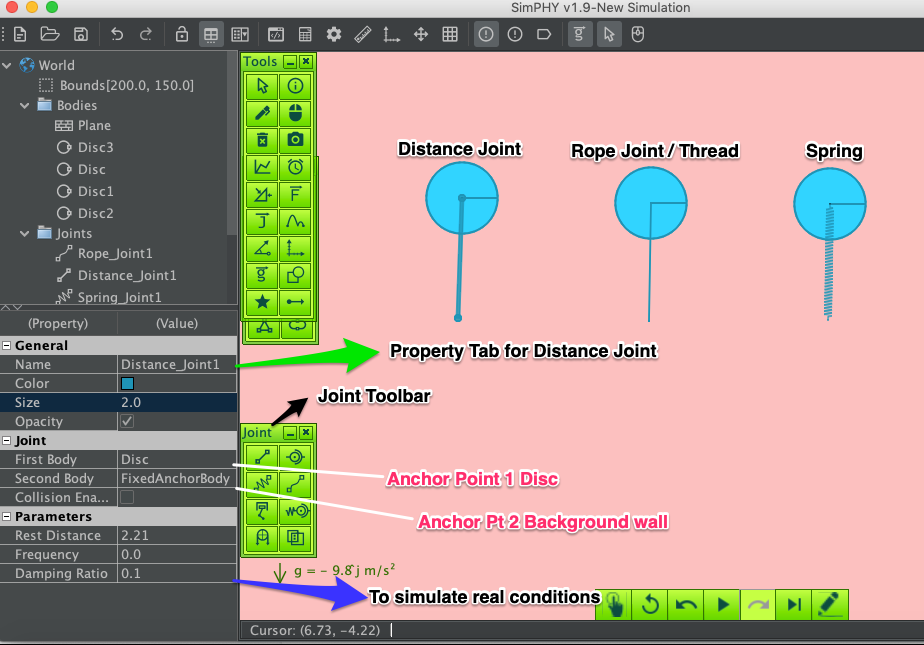 SimPHY v1.9-New Simulation
World
Bounds[200.0, 150.0]
Bodies
Plane
Disc3
Disc
Disc1
Disc2
Joints
Rope_Joint1
Distance_Joint1
Spring_Joint1
(Property) (Value)
General
Name Distance_Joint1
Color
Size 2.0
Opacity
Joint
First Body Disc
Second Body FixedAnchorBody
Collision Ena...
Parameters
Rest Distance 2.21
Frequency 0.0
Damping Ratio 0.1
Tools
Distance Joint
Rope Joint / Thread
Spring
Property Tab for Distance Joint
Joint Toolbar
Joint
Anchor Point 1 Disc
Anchor Pt 2 Background wall
g = - 9.8 ĵ m/s²
To simulate real conditions
Cursor: (6.73, -4.22)